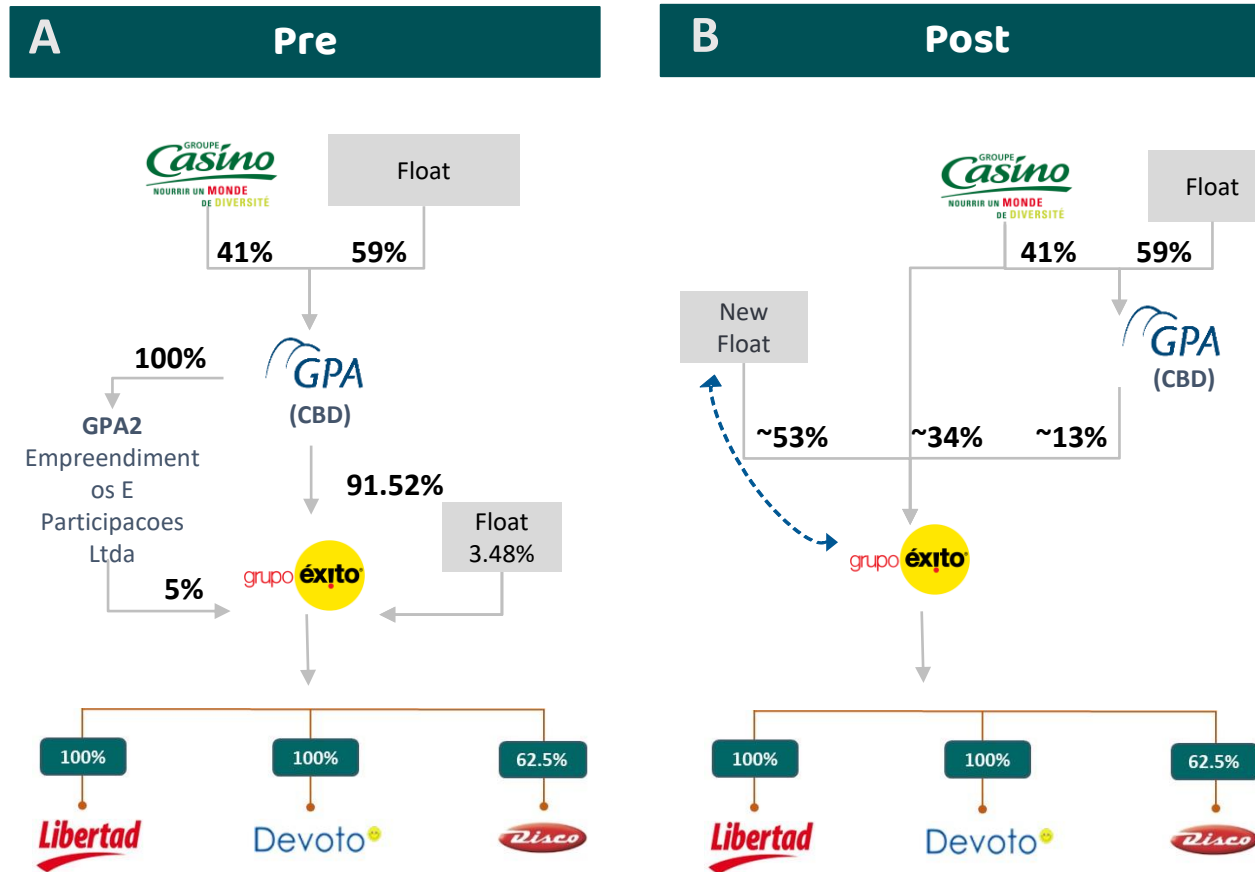 A
Pre
GROUPE
Casino
NOURRIR UN MONDE
DE DIVERSITÉ
Float
41%
59%
100%
GPA
(CBD)
GPA2
Empreendiment
os E
Participacoes
Ltda
91.52%
Float
3.48%
grupo éxito
5%
100%
100%
62.5%
Libertad
Devoto
Disco
B
Post
GROUPE
Casino
NOURRIR UN MONDE
DE DIVERSITÉ
Float
41%
59%
New
Float
GPA
(CBD)
~53%
~34%
~13%
grupo éxito
100%
100%
62.5%
Libertad
Devoto
Disco